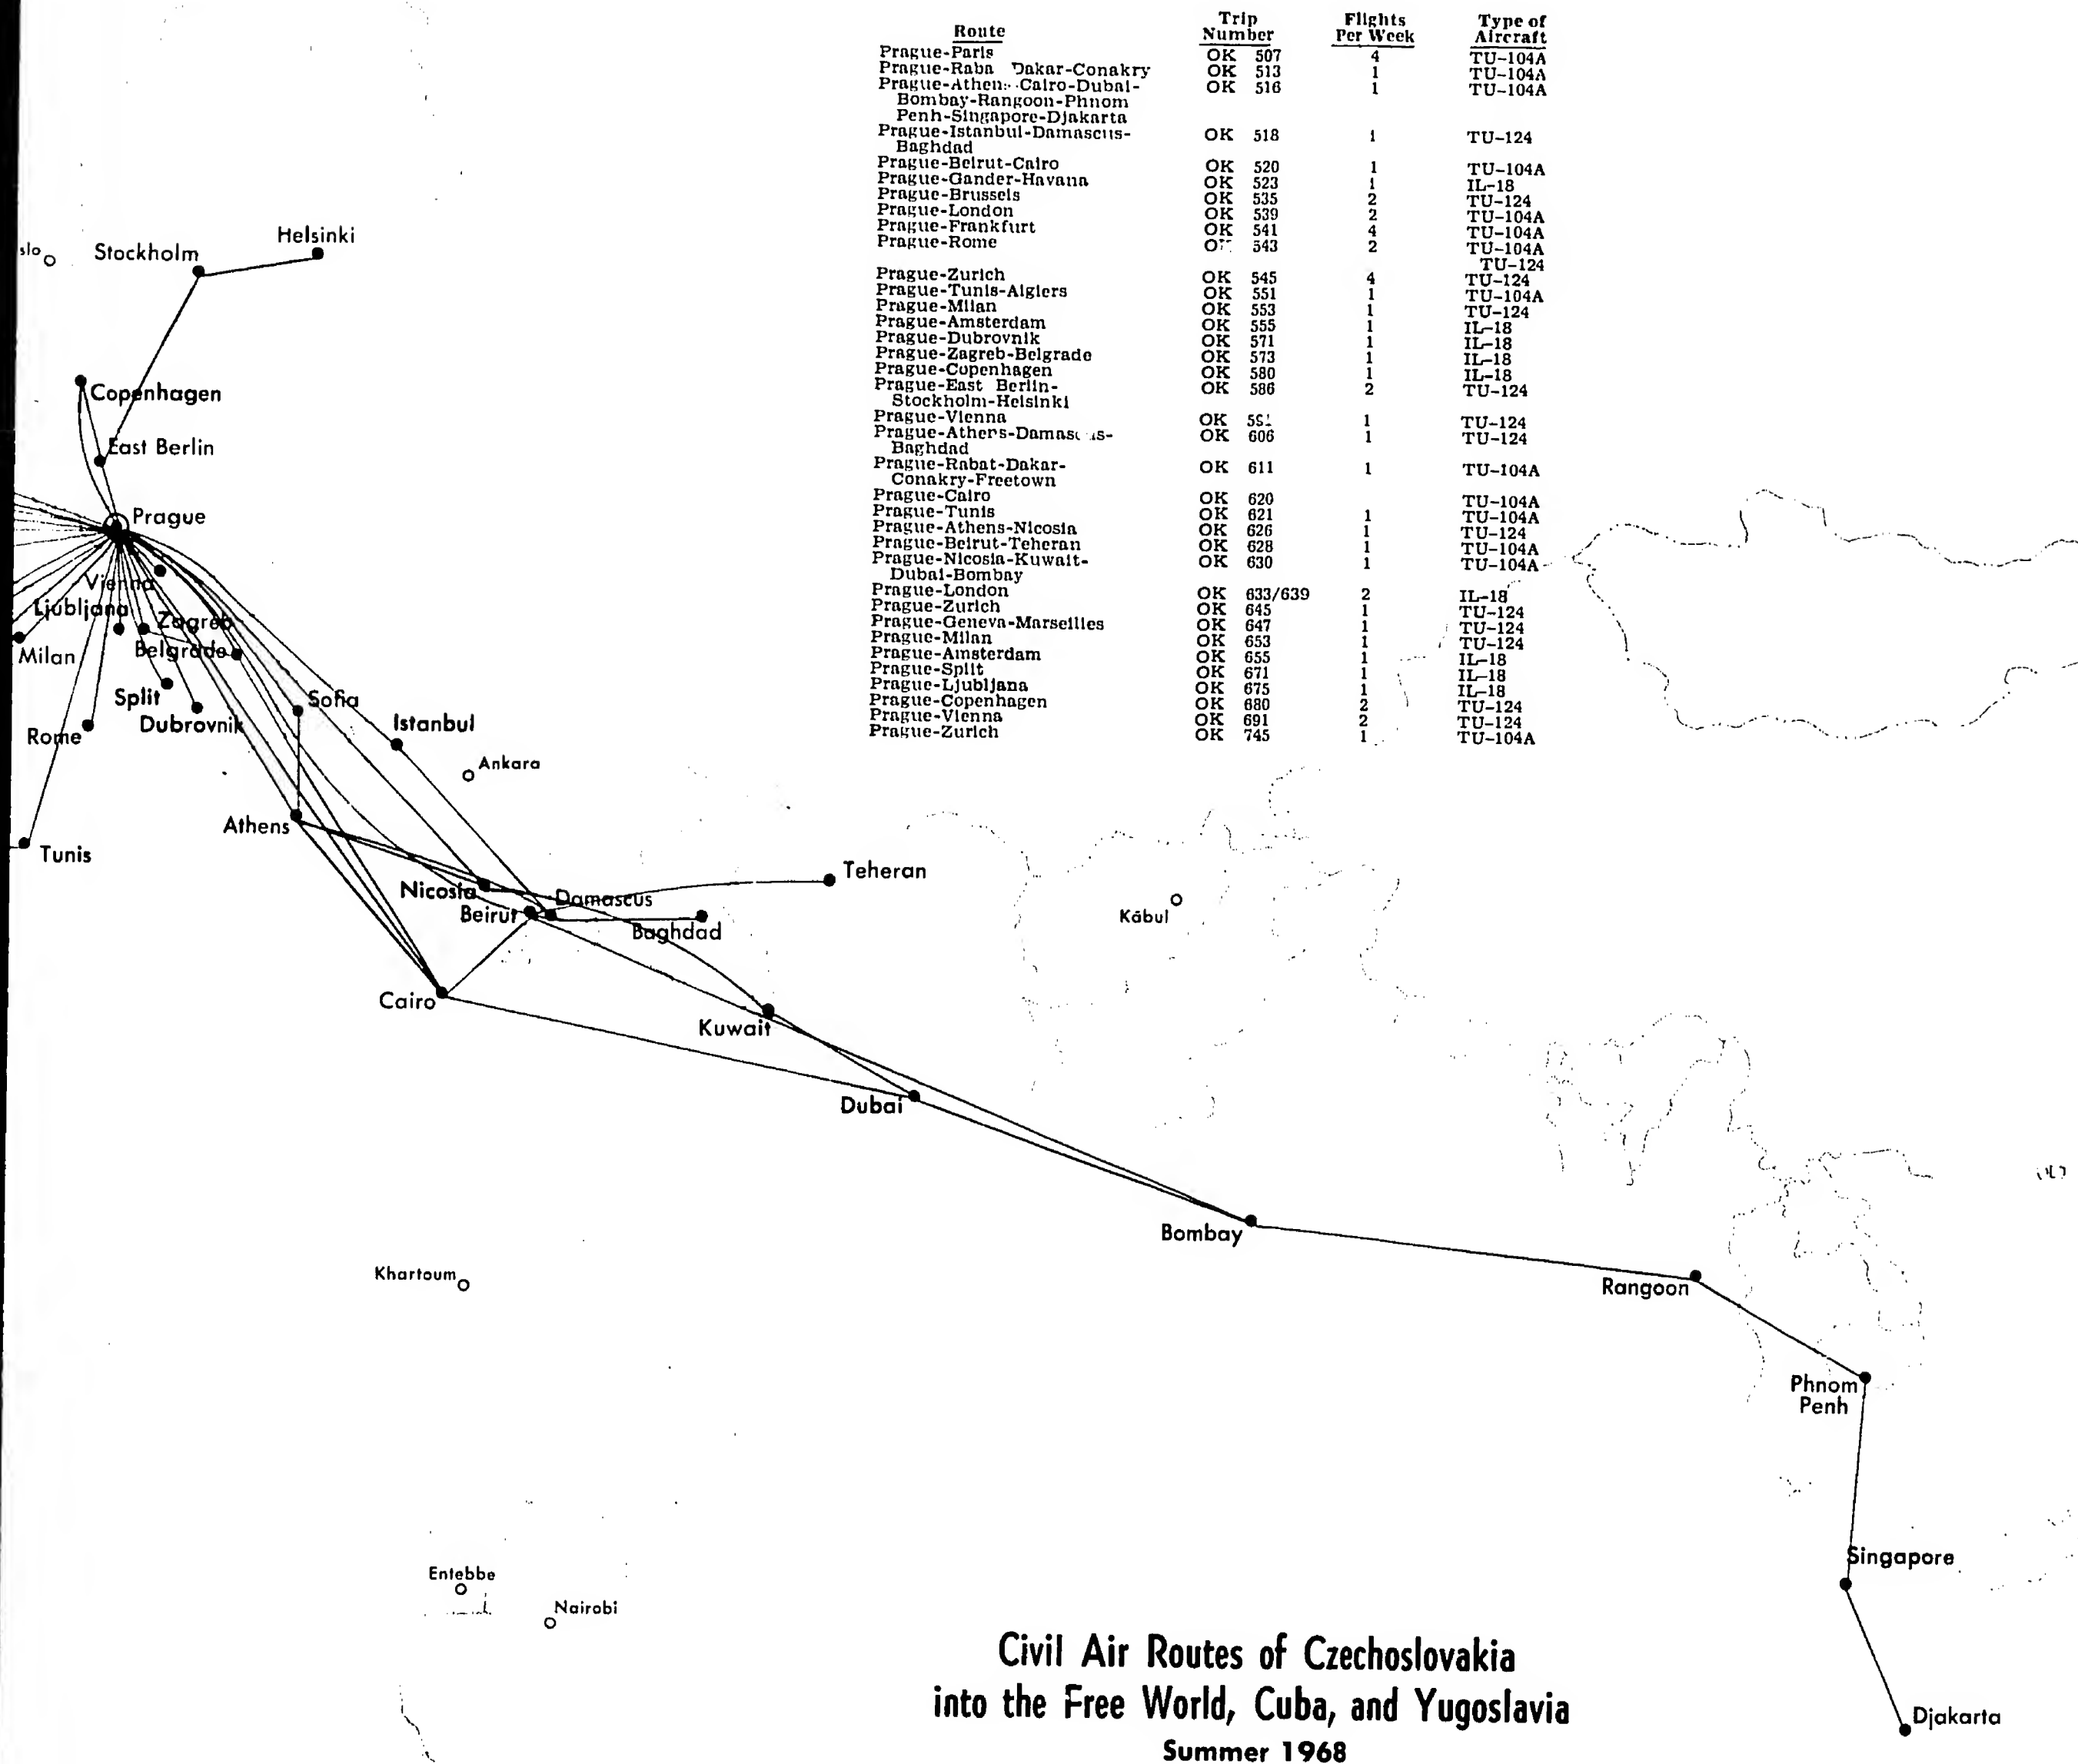 Route Trip Number Flights Per Week Type of Aircraft
Prague-Paris OK 507 4 TU-104A
Prague-Raba Dakar-Conakry OK 513 1 TU-104A
Prague-Athens-Cairo-Dubai- OK 516 1 TU-104A
Bombay-Rangoon-Phnom
Penh-Singapore-Djakarta
Prague-Istanbul-Damascus- OK 518 1 TU-124
Baghdad
Prague-Beirut-Cairo OK 520 1 TU-104A
Prague-Gander-Havana OK 523 1 IL-18
Prague-Brussels OK 535 2 TU-124
Prague-London OK 539 2 TU-104A
Prague-Frankfurt OK 541 4 TU-104A
Prague-Rome 543 2 TU-104A
TU-124
Prague-Zurich OK 545 4 TU-124
Prague-Tunis-Algiers OK 551 1 TU-104A
Prague-Milan OK 553 1 TU-124
Prague-Amsterdam OK 555 1 IL-18
Prague-Dubrovnik OK 571 1 IL-18
Prague-Zagreb-Belgrade OK 573 1 IL-18
Prague-Copenhagen OK 580 1 IL-18
Prague-East Berlin- OK 586 2 TU-124
Stockholm-Helsinki
Prague-Vienna OK 1 TU-124
Prague-Athens-Damascus- OK 606 1 TU-124
Baghdad
Prague-Rabat-Dakar- OK 611 1 TU-104A
Conakry-Freetown
Prague-Cairo OK 620 TU-104A
Prague-Tunis OK 621 1 TU-104A
Prague-Athens-Nicosia OK 626 1 TU-124
Prague-Beirut-Teheran OK 628 1 TU-104A
Prague-Nicosia-Kuwait- OK 630 1 TU-104A
Dubai-Bombay
Prague-London OK 633/639 2 IL-18
Prague-Zurich OK 645 1 TU-124
Prague-Geneva-Marseilles OK 647 1 TU-124
Prague-Milan OK 653 1 TU-124
Prague-Amsterdam OK 655 1 IL-18
Prague-Split OK 671 1 IL-18
Prague-Ljubljana OK 675 1 IL-18
Prague-Copenhagen OK 680 2 TU-124
Prague-Vienna OK 691 2 TU-124
Prague-Zurich OK 745 1 TU-104A
slo
Stockholm
Helsinki
Copenhagen
East Berlin
Prague
Vienna
Ljubljana
Zagreb
Milan
Belgrade
Split
Sofia
Dubrovnik
Istanbul
Rome
Ankara
Athens
Tunis
Teheran
Nicosia
Damascus
Beirut
Baghdad
Kābul
Cairo
Kuwait
Dubai
Bombay
Khartoum
Rangoon
Phnom
Penh
Singapore
Entebbe
Nairobi
Djakarta
Civil Air Routes of Czechoslovakia
into the Free World, Cuba, and Yugoslavia
Summer 1968